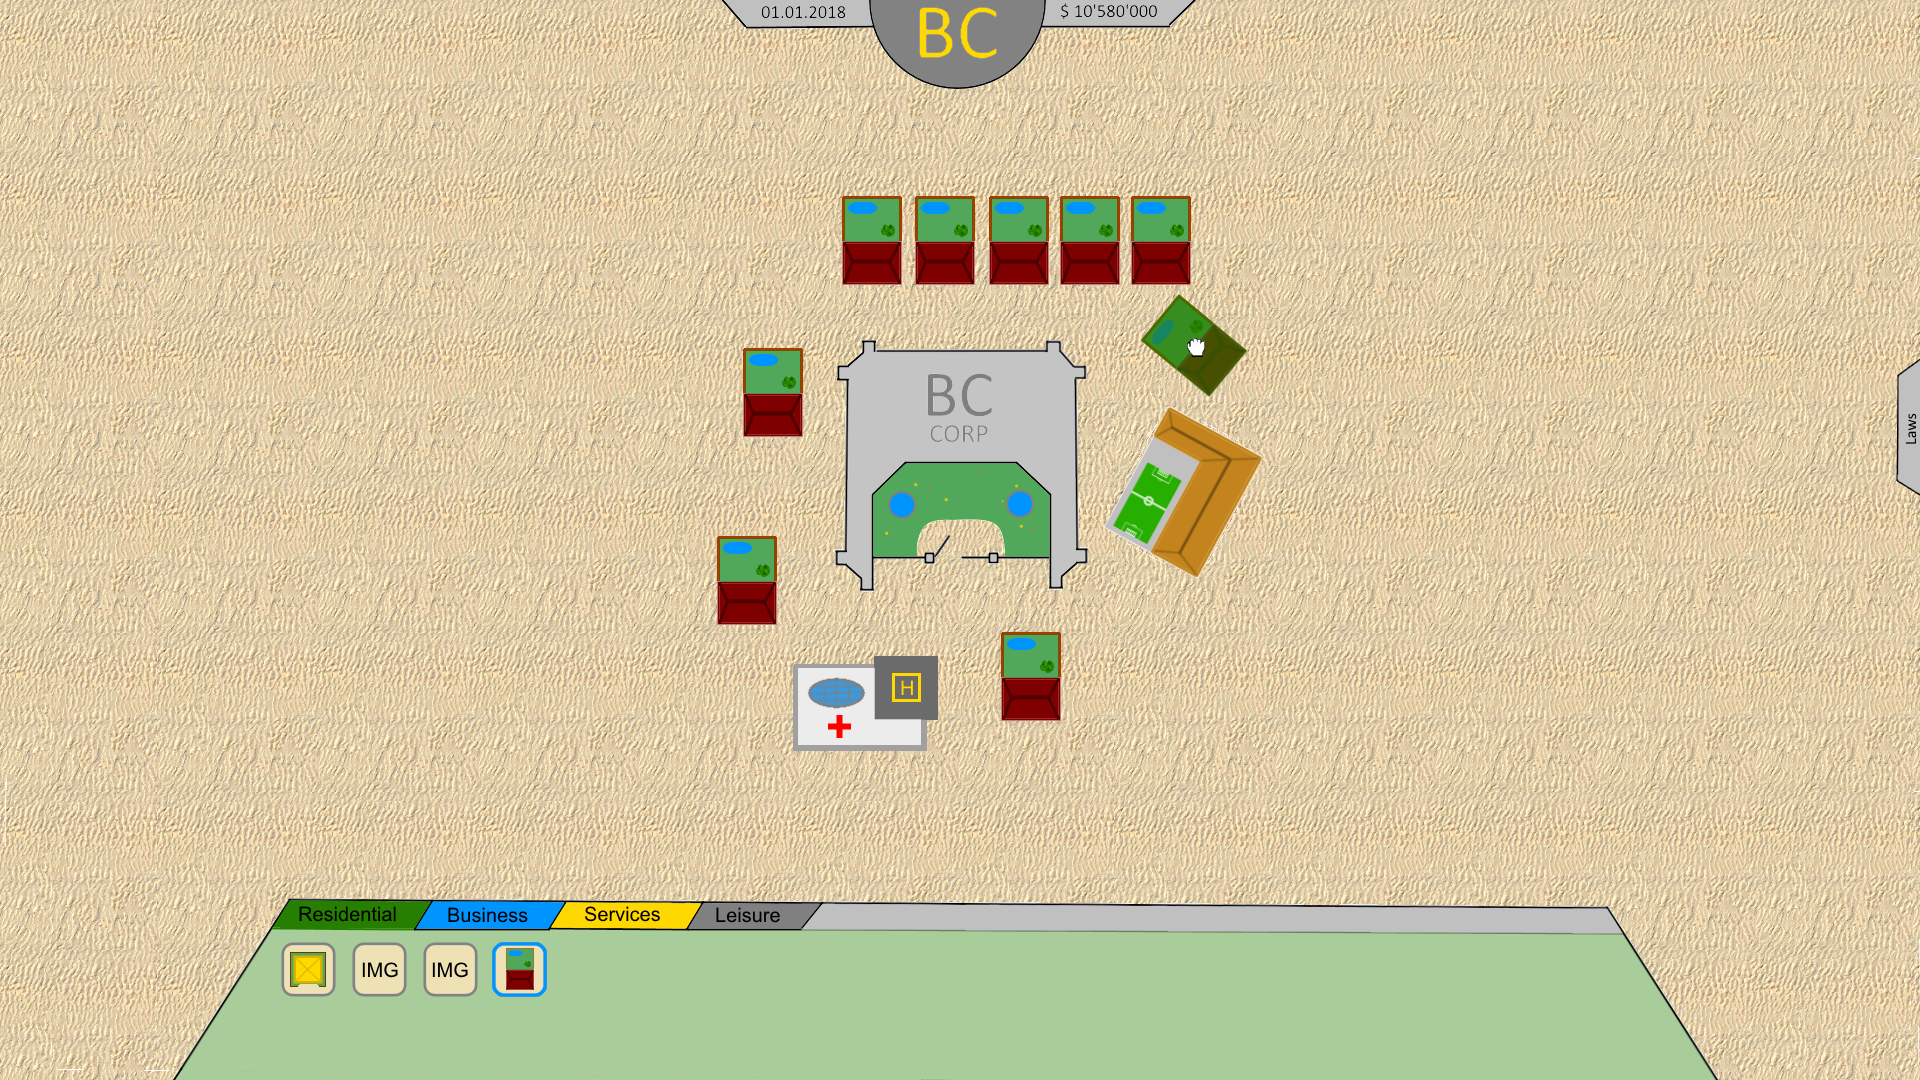 01.01.2018
BC
$ 10'580'000
BC
CORP
Laws
H
Residential
Business
Services
Leisure
IMG
IMG